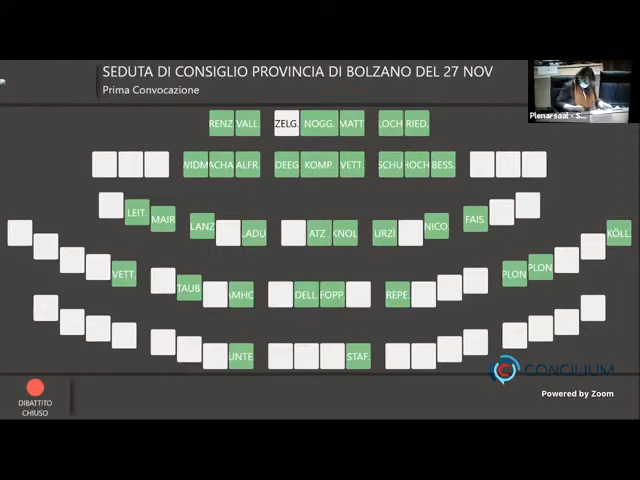 SEDUTA DI CONSIGLIO PROVINCIA DI BOLZANO DEL 27 NOV
Prima Convocazione
Plenarsaal - S...
RENZ VALL. ZELG. NOGG. MATT LOCH RIED.
WIDM ACHA ALFR. DEEG KOMP. VETT. SCHU HOCH BESS.
LEIT. MAIR LANZ LADU ATZ. KNOL URZI NICO. FAIS. KÖLL.
VETT. TAUB AMHO DELL. FOPP. REPE. PLON PLON
UNTE STAF.
CONCILIUM
DIBATTITO
CHIUSO
Powered by Zoom